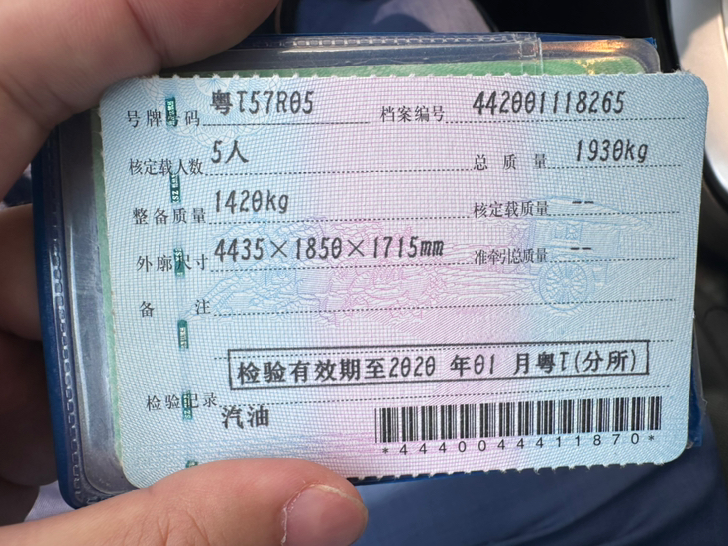 号牌号码 粤T57R05 档案编号 442001118265
核定载人数 5人 总质量 1930kg
整备质量 1420kg 核定载质量 --
外廓尺寸 4435×1850×1715mm 准牵引总质量 --
备注
检验有效期至2020年01月粤T(分所)
检验记录
汽油
*4440044411870*